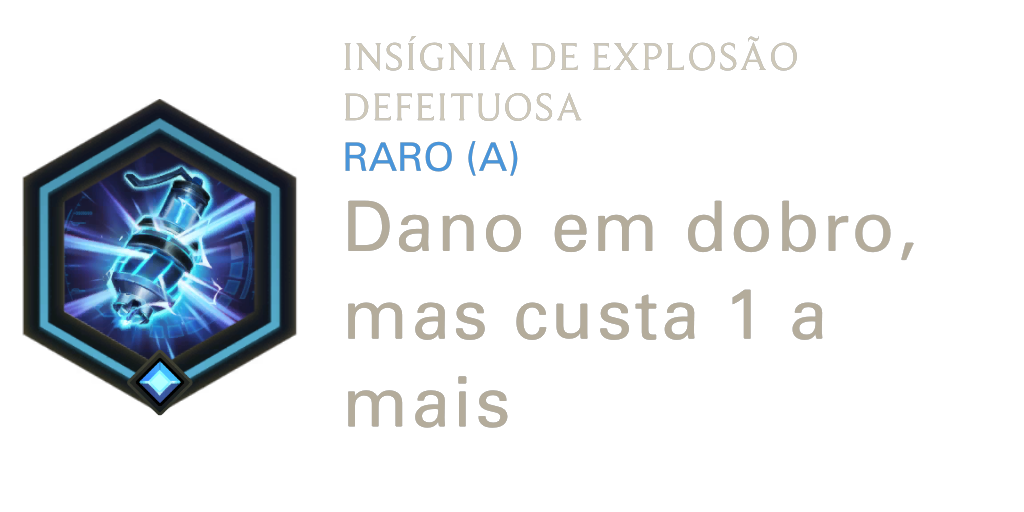 INSÍGNIA DE EXPLOSÃO
DEFEITUOSA
RARO (A)
Dano em dobro,
mas custa 1 a
mais